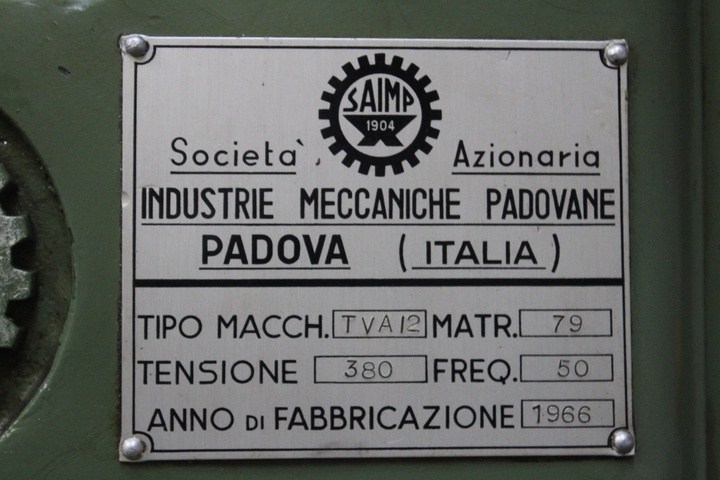 SAIMP
1904
Società Azionaria
INDUSTRIE MECCANICHE PADOVANE
PADOVA (ITALIA)
TIPO MACCH. TVA12 MATR. 79
TENSIONE 380 FREQ. 50
ANNO DI FABBRICAZIONE 1966